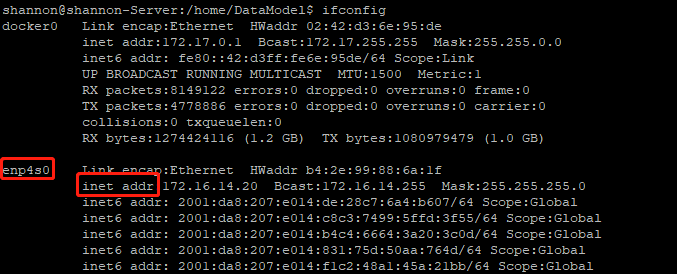 shannon@shannon-Server:/home/DataModel$ ifconfig
docker0 Link encap:Ethernet HWaddr 02:42:d3:6e:95:de
inet addr:172.17.0.1 Bcast:172.17.255.255 Mask:255.255.0.0
inet6 addr: fe80::42:d3ff:fe6e:95de/64 Scope:Link
UP BROADCAST RUNNING MULTICAST MTU:1500 Metric:1
RX packets:8149122 errors:0 dropped:0 overruns:0 frame:0
TX packets:4778886 errors:0 dropped:0 overruns:0 carrier:0
collisions:0 txqueuelen:0
RX bytes:1274424116 (1.2 GB) TX bytes:1080979479 (1.0 GB)
enp4s0 Link encap:Ethernet HWaddr b4:2e:99:88:6a:1f
inet addr 172.16.14.20 Bcast:172.16.14.255 Mask:255.255.255.0
inet6 addr: 2001:da8:207:e014:de:28c7:6a4:b607/64 Scope:Global
inet6 addr: 2001:da8:207:e014:c8c3:7499:5ffd:3f55/64 Scope:Global
inet6 addr: 2001:da8:207:e014:b4c4:6664:3a20:3c0d/64 Scope:Global
inet6 addr: 2001:da8:207:e014:831:75d:50aa:764d/64 Scope:Global
inet6 addr: 2001:da8:207:e014:f1c2:48a1:45a:21bb/64 Scope:Global